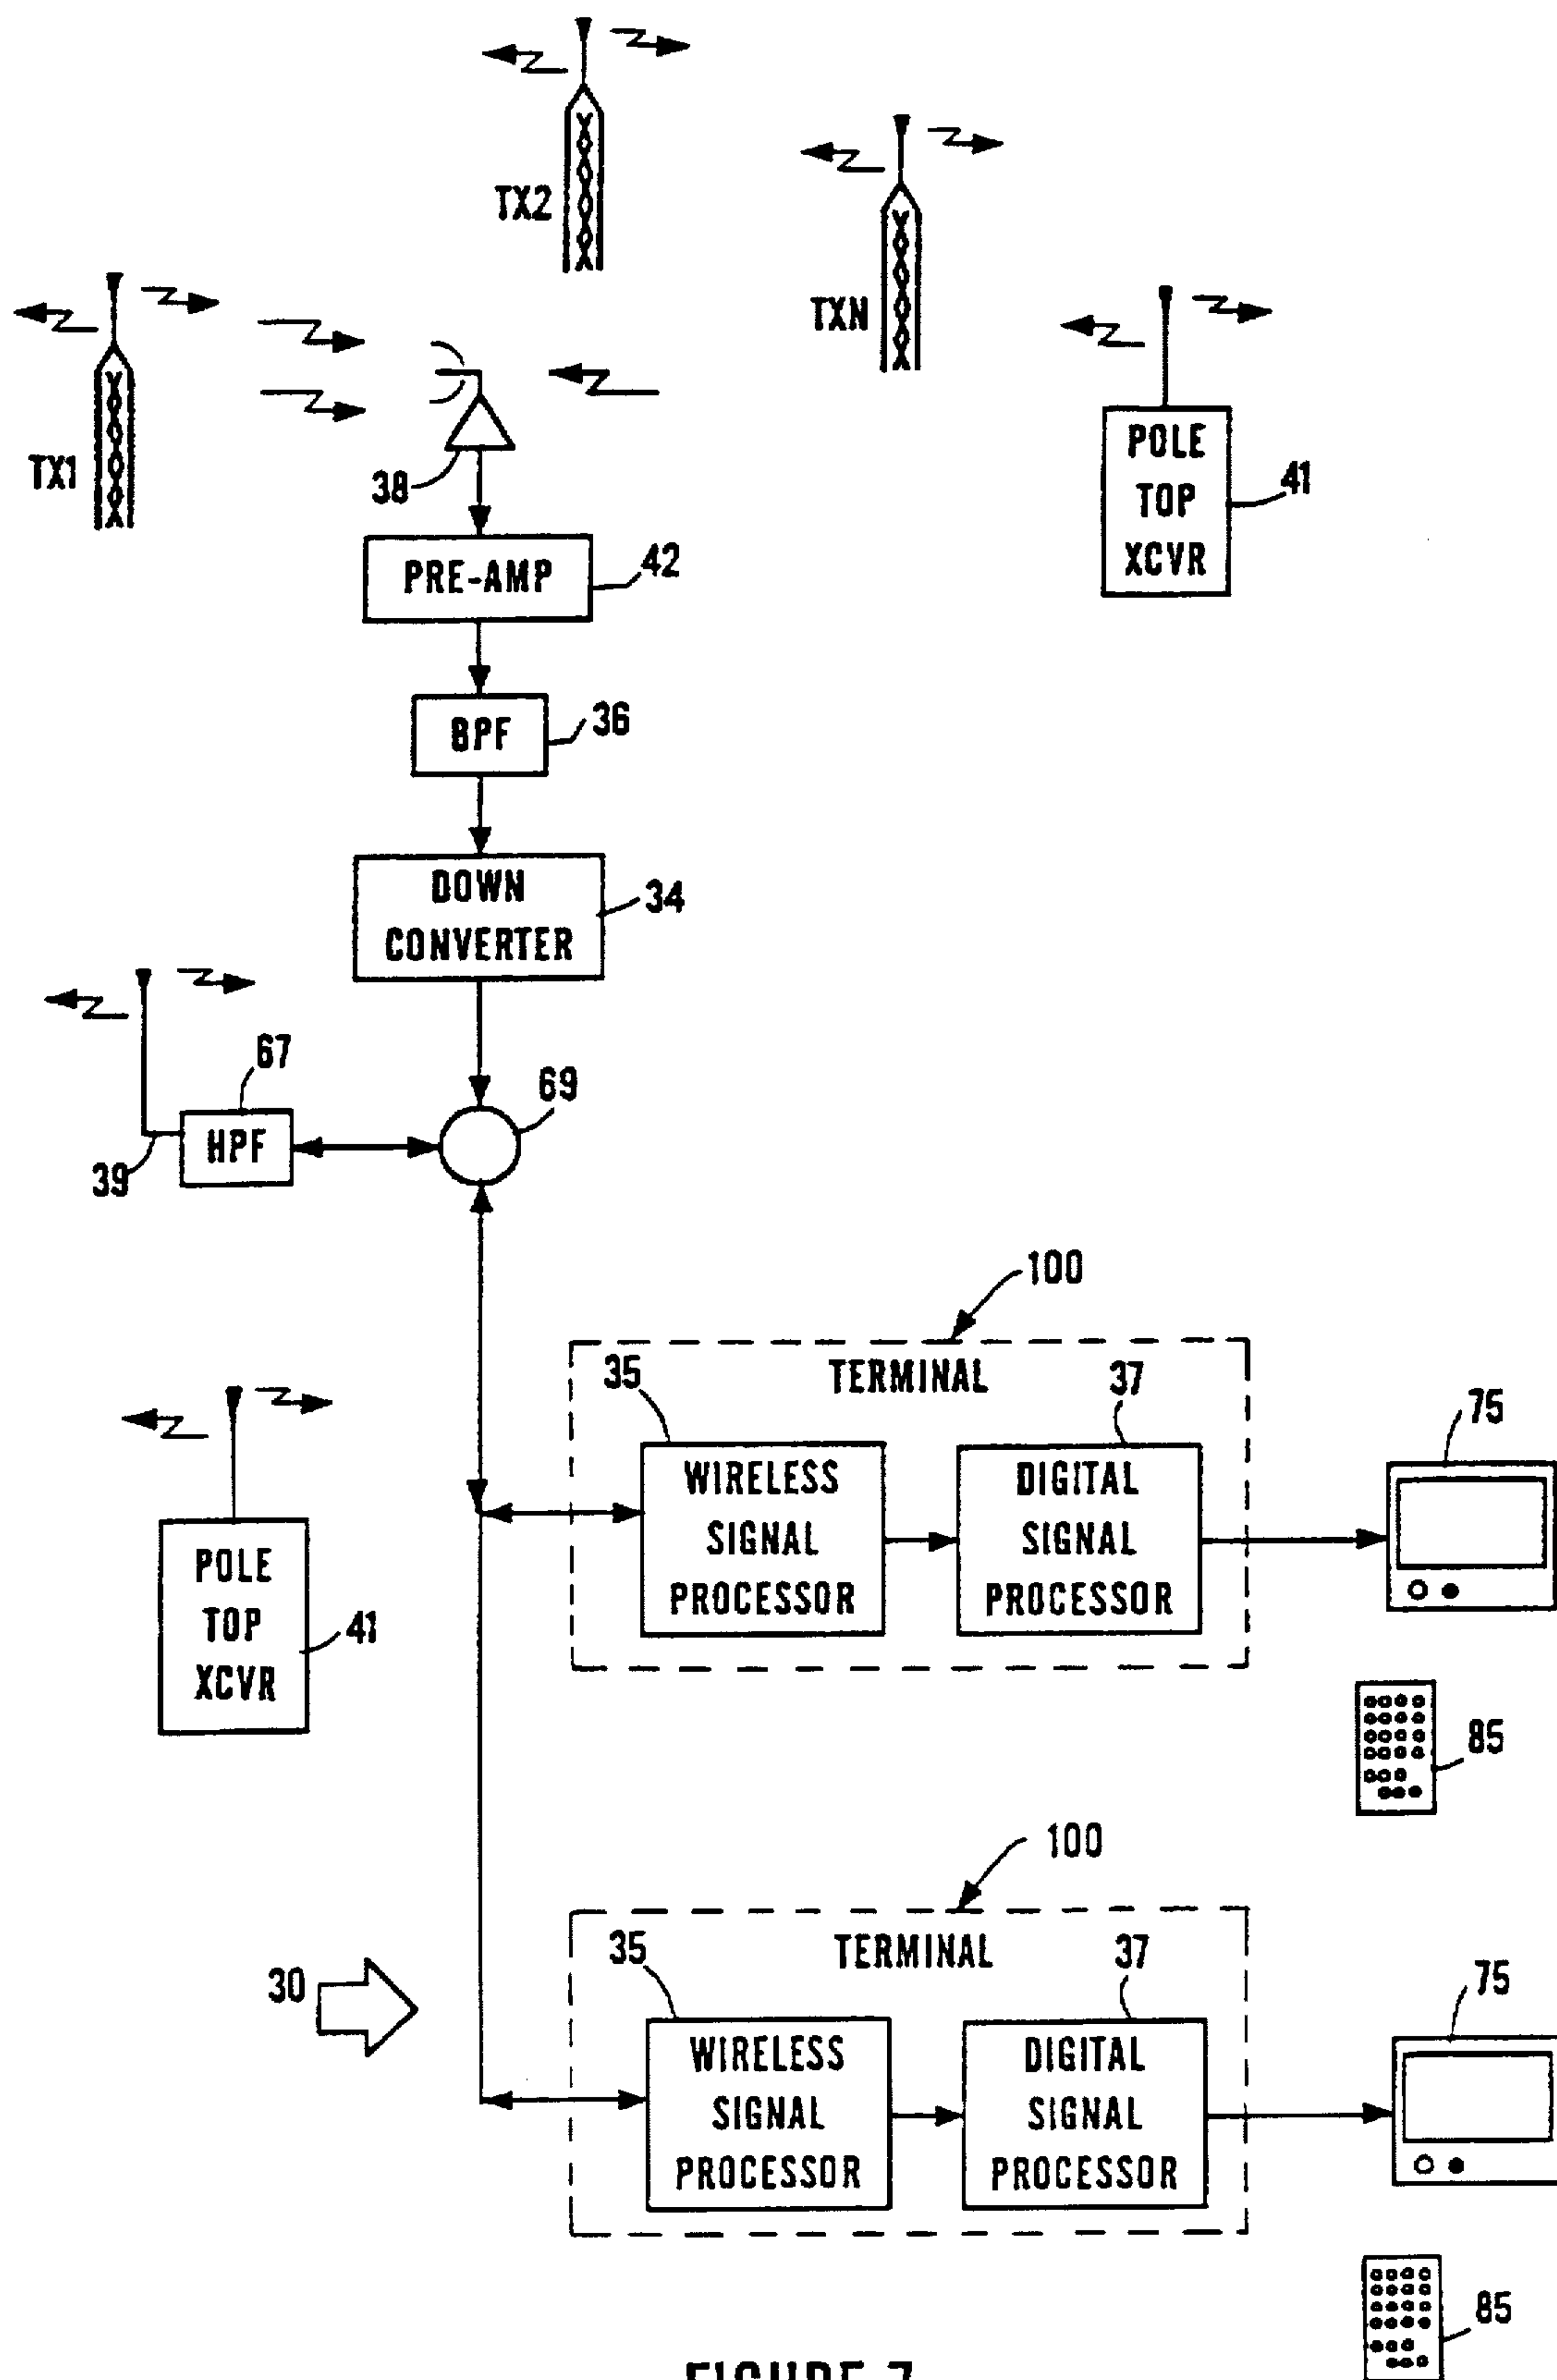 TX2
TXN
TX1
38
POLE
TOP
XCVR
41
PRE-AMP
42
BPF
36
DOWN
CONVERTER
34
67
69
HPF
39
100
TERMINAL
35
37
75
WIRELESS
SIGNAL
PROCESSOR
DIGITAL
SIGNAL
PROCESSOR
POLE
TOP
XCVR
41
85
100
TERMINAL
35
37
75
30
WIRELESS
SIGNAL
PROCESSOR
DIGITAL
SIGNAL
PROCESSOR
85
FIGURE 7